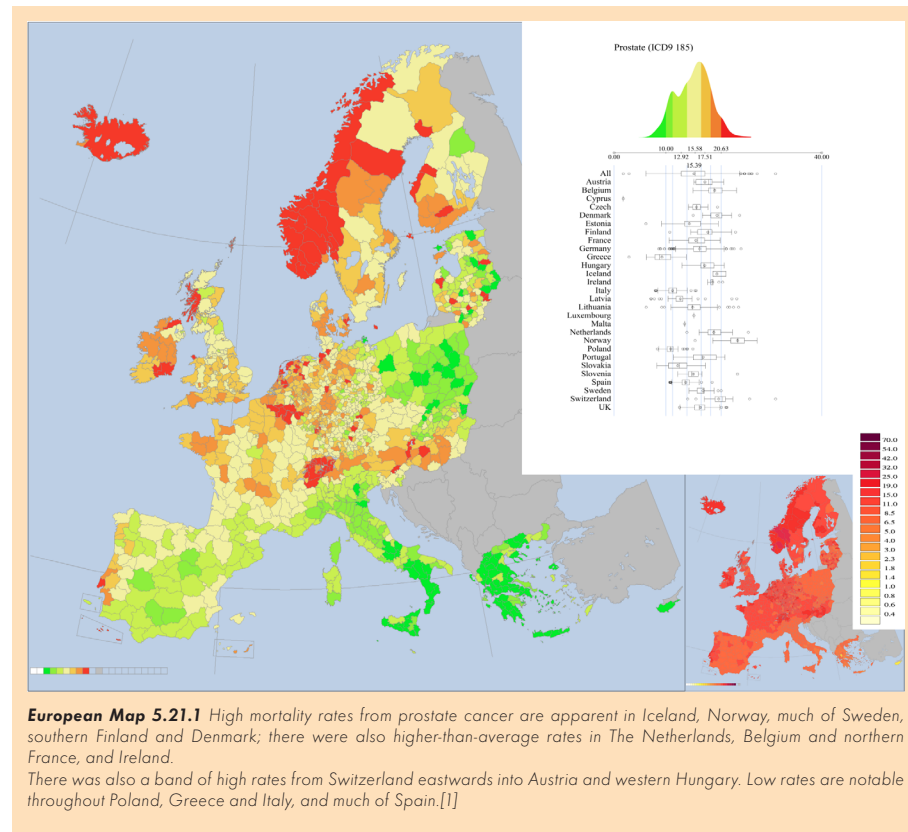 Prostate (ICD9 185)
10.00 15.58 20.63
0.00 12.92 17.51 40.00
15.39
All
Austria
Belgium
Cyprus
Czech
Denmark
Estonia
Finland
France
Germany
Greece
Hungary
Iceland
Ireland
Italy
Latvia
Lithuania
Luxembourg
Malta
Netherlands
Norway
Poland
Portugal
Slovakia
Slovenia
Spain
Sweden
Switzerland
UK
70.0
54.0
42.0
32.0
25.0
19.0
15.0
11.0
8.5
6.5
5.0
4.0
3.0
2.3
1.8
1.4
1.0
0.8
0.6
0.4
European Map 5.21.1 High mortality rates from prostate cancer are apparent in Iceland, Norway, much of Sweden,
southern Finland and Denmark; there were also higher-than-average rates in The Netherlands, Belgium and northern
France, and Ireland.
There was also a band of high rates from Switzerland eastwards into Austria and western Hungary. Low rates are notable
throughout Poland, Greece and Italy, and much of Spain.[1]